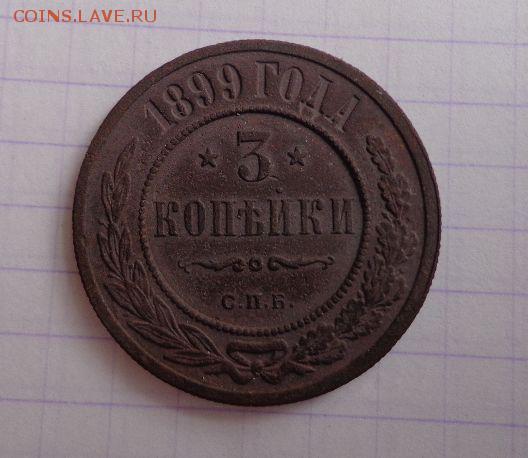 COINS.LAVE.RU
1899 ГОДА
3
КОПѢЙКИ
С.П.Б.